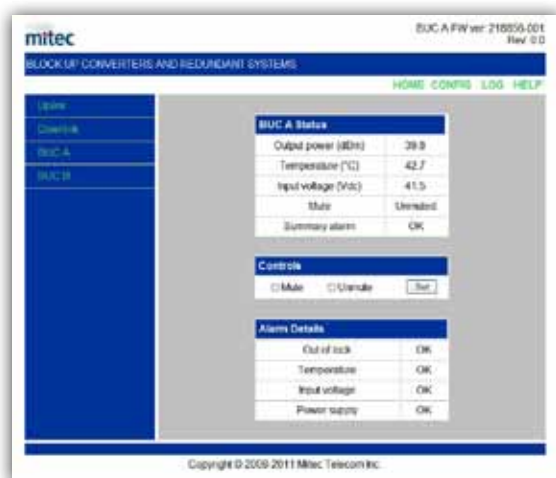 mitec
BUC A FW ver: 218856-001
Rev: 0.0
BLOCK UP CONVERTERS AND REDUNDANT SYSTEMS
HOME CONFIG LOG HELP
Uplink
Downlink
BUC A
BUC B
BUC A Status
Output power (dBm) 39.8
Temperature (°C) 42.7
Input voltage (Vdc) 41.5
Mute Unmuted
Summary alarm OK
Controls
Mute Unmute Set
Alarm Details
Out of lock OK
Temperature OK
Input voltage OK
Power supply OK
Copyright © 2009-2011 Mitec Telecom Inc.